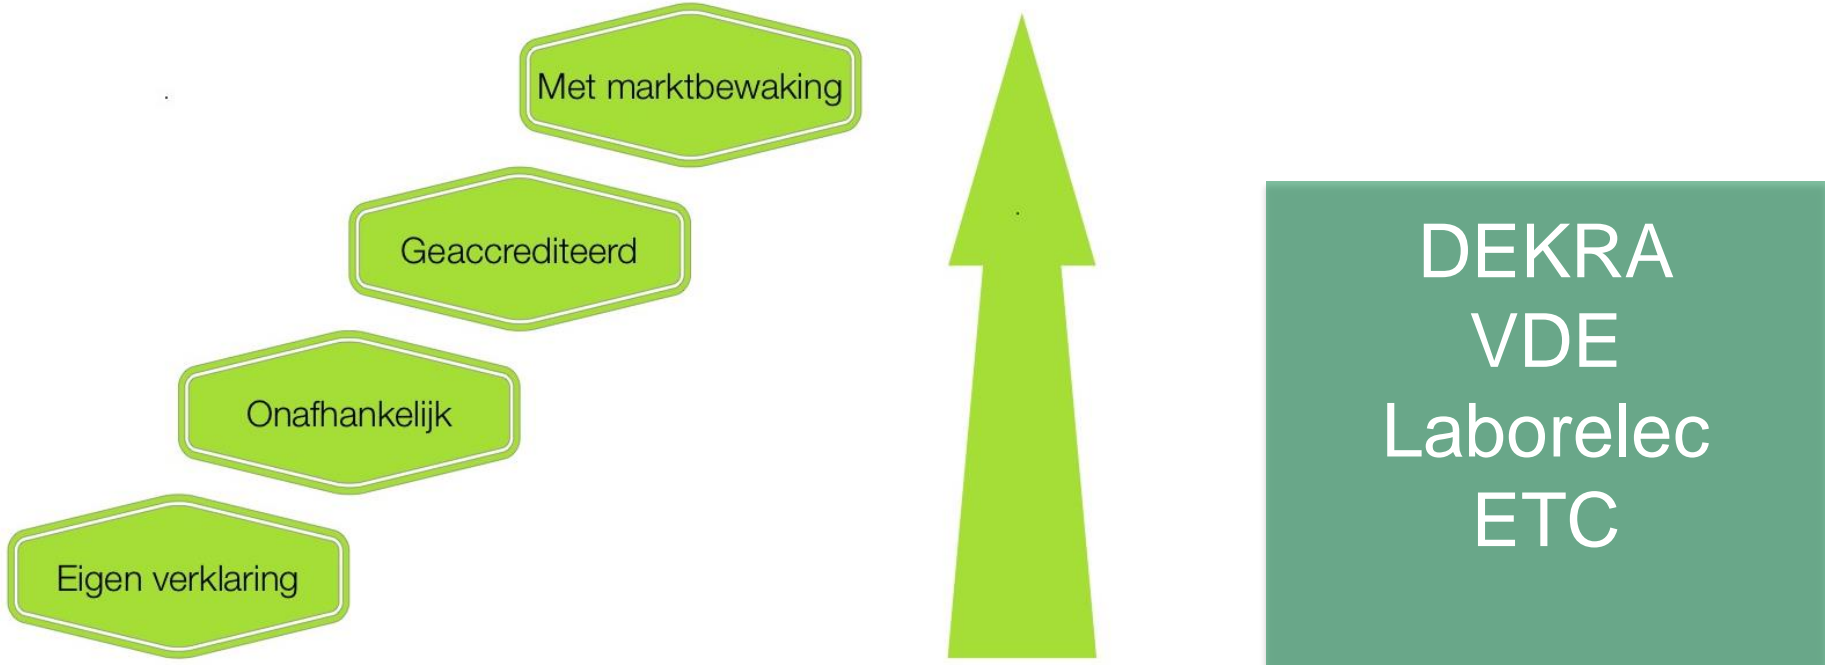 Met marktbewaking
Geaccrediteerd
Onafhankelijk
Eigen verklaring
DEKRA
VDE
Laborelec
ETC